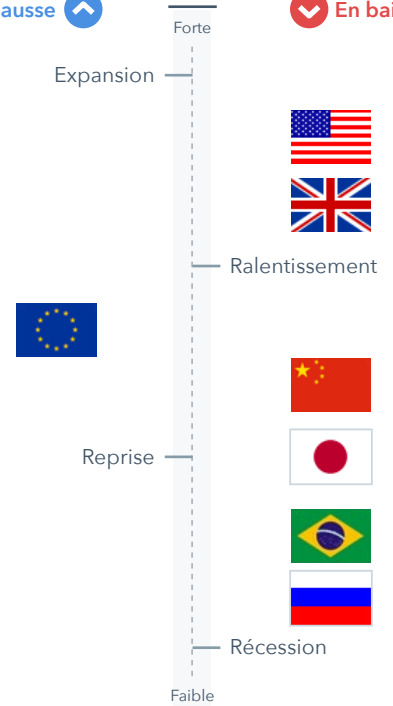 ausse
En bai
Forte
Expansion
Ralentissement
Reprise
Récession
Faible